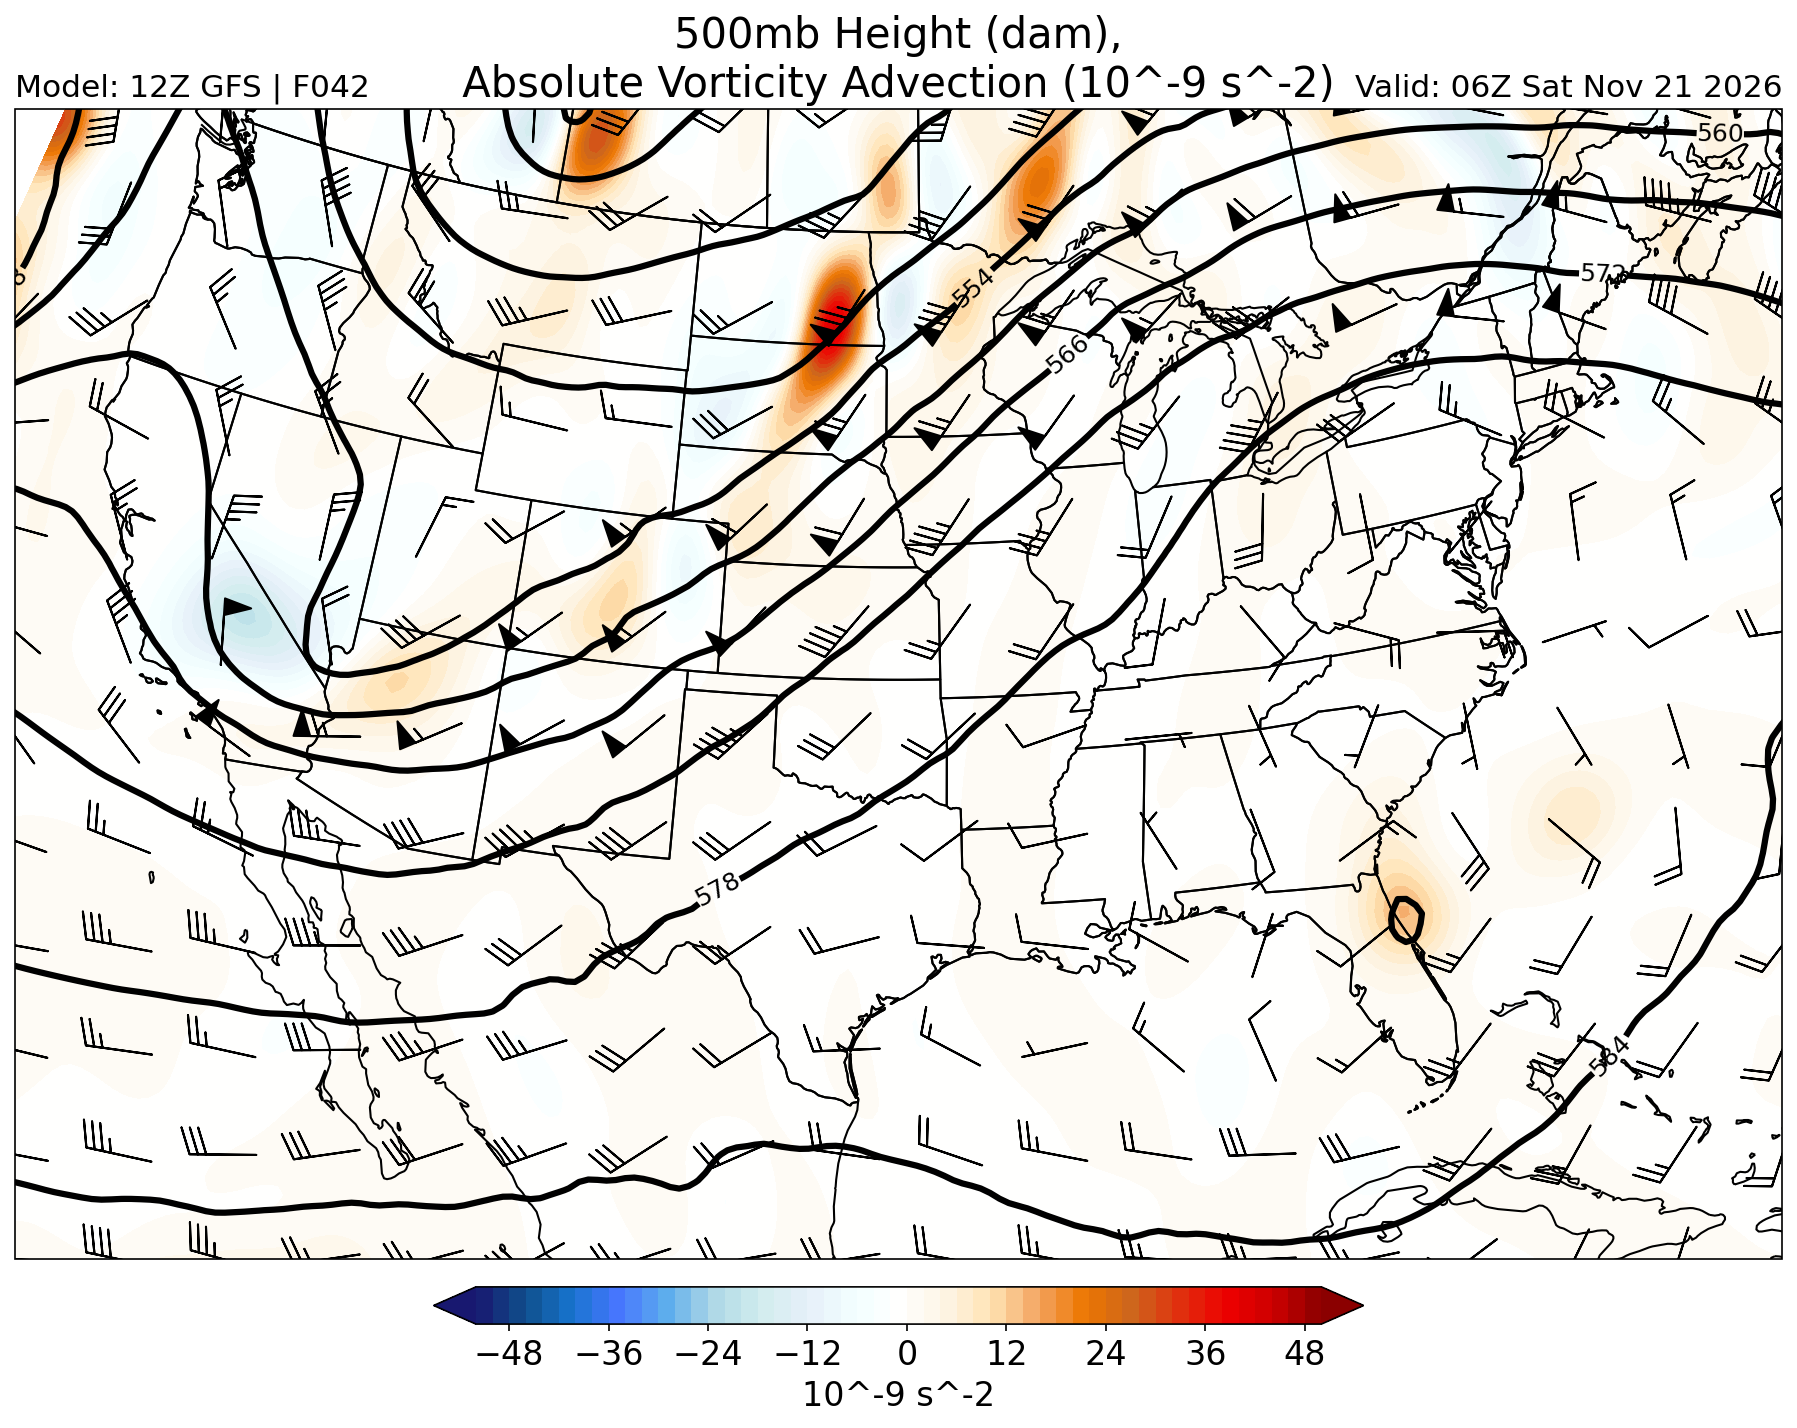 500mb Height (dam),
Model: 12Z GFS | F042
Absolute Vorticity Advection (10^-9 s^-2)
Valid: 06Z Sat Nov 21 2026
560
572
554
566
578
584
−48 −36 −24 −12 0 12 24 36 48
10^-9 s^-2